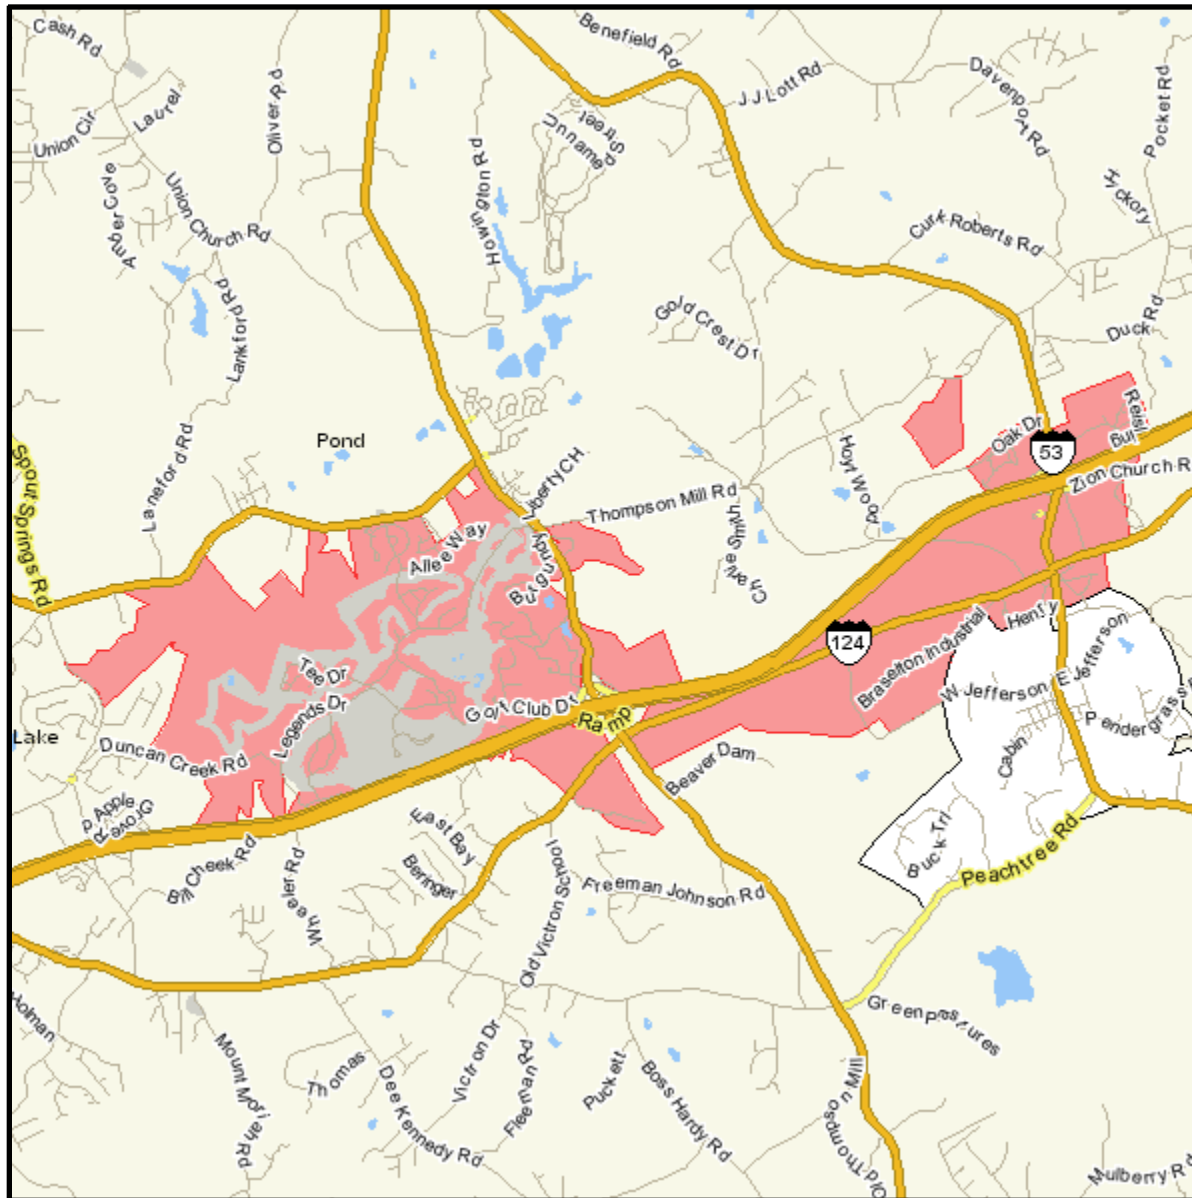 Cash Rd
Benefield Rd
J J Lott Rd
Davenport Rd
Pocket Rd
Laurel
Oliver Rd
Union Cir
Unnamed
Street
Howington Rd
Amber Cove
Union Church Rd
Hyckory
Curk Roberts Rd
Lankford Rd
Gold Crest Dr
Duck Rd
Reisling
Oak Dr
53
Pond
Laneford Rd
Liberty CH
Hoyt Wood
Zion Church R
Spout Springs Rd
Thompson Mill Rd
Allee Way
Charlie Smith
Burgundy
Henry
124
Braselton Industrial
E Jefferson
W Jefferson
Tee Dr
Legends Dr
Golf Club Dr
Ramp
Pendergrass
Lake
Duncan Creek Rd
Beaver Dam
Cabin
Apple
Grove Rd
East Bay
Buck Trl
Bill Cheek Rd
Beringer
Peachtree Rd
Wheeler Rd
Old Victron School
Freeman Johnson Rd
Holman
Green Pastures
Mount Moriah Rd
Thomas
Victron Dr
Fleeman Rd
Puckett
Dee Kennedy Rd
Boss Hardy Rd
Old Thompson Mill
Mulberry Rd